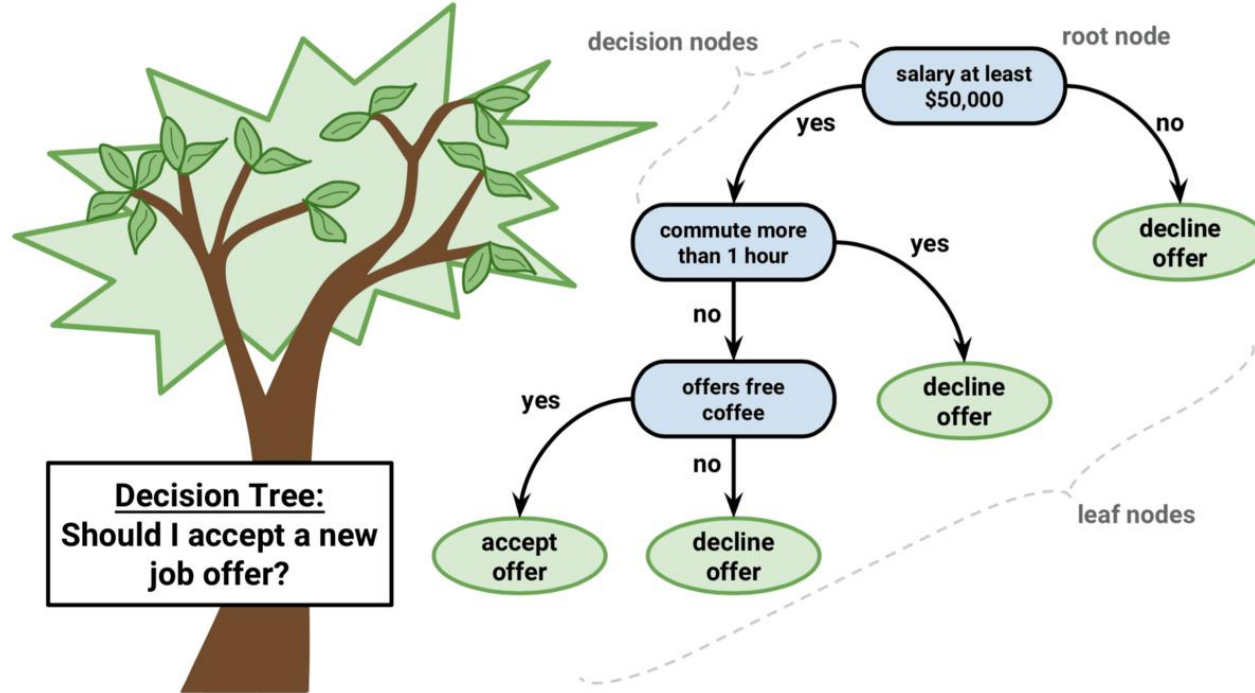 decision nodes
root node
salary at least
$50,000
yes
no
commute more
than 1 hour
decline
offer
yes
no
offers free
coffee
decline
offer
yes
no
Decision Tree:
Should I accept a new
job offer?
accept
offer
decline
offer
leaf nodes